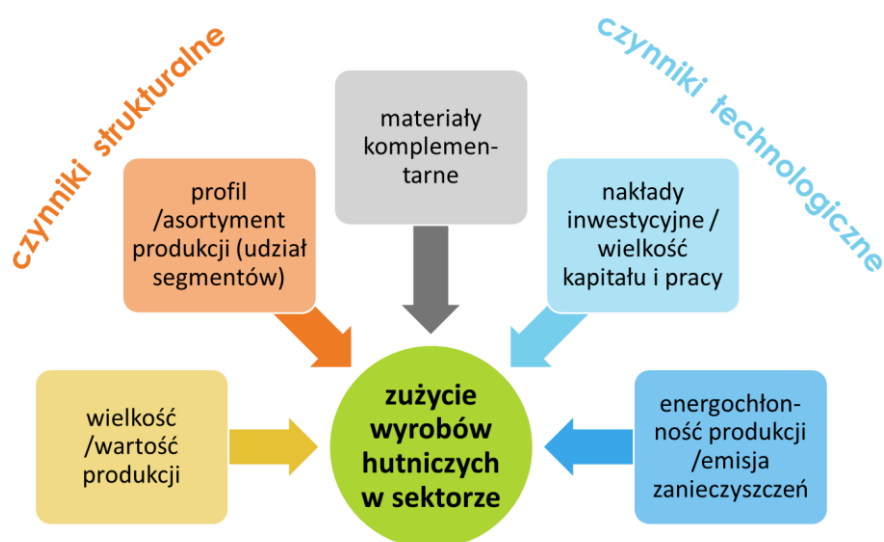 czynniki strukturalne
czynniki technologiczne
materiały
komplemen-
tarne
profil
/asortyment
produkcji (udział
segmentów)
nakłady
inwestycyjne /
wielkość
kapitału i pracy
wielkość
/wartość
produkcji
zużycie
wyrobów
hutniczych
w sektorze
energochłon-
ność produkcji
/emisja
zanieczyszczeń